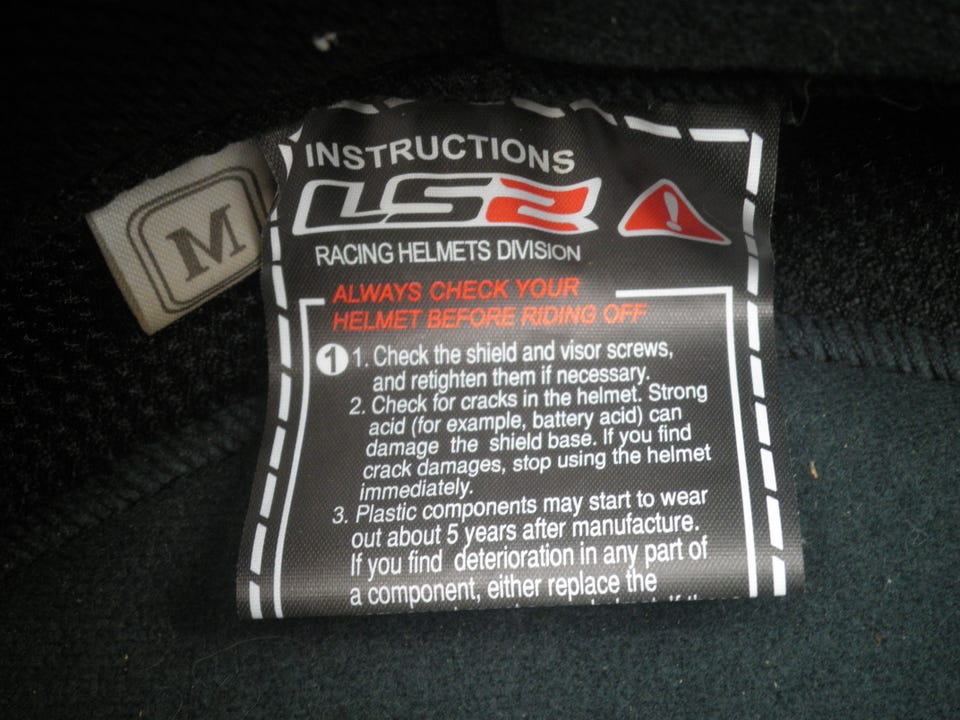 INSTRUCTIONS
LS2
M
RACING HELMETS DIVISION
ALWAYS CHECK YOUR
HELMET BEFORE RIDING OFF
1 1. Check the shield and visor screws,
and retighten them if necessary.
2. Check for cracks in the helmet. Strong
acid (for example, battery acid) can
damage the shield base. If you find
crack damages, stop using the helmet
immediately.
3. Plastic components may start to wear
out about 5 years after manufacture.
If you find deterioration in any part of
a component, either replace the